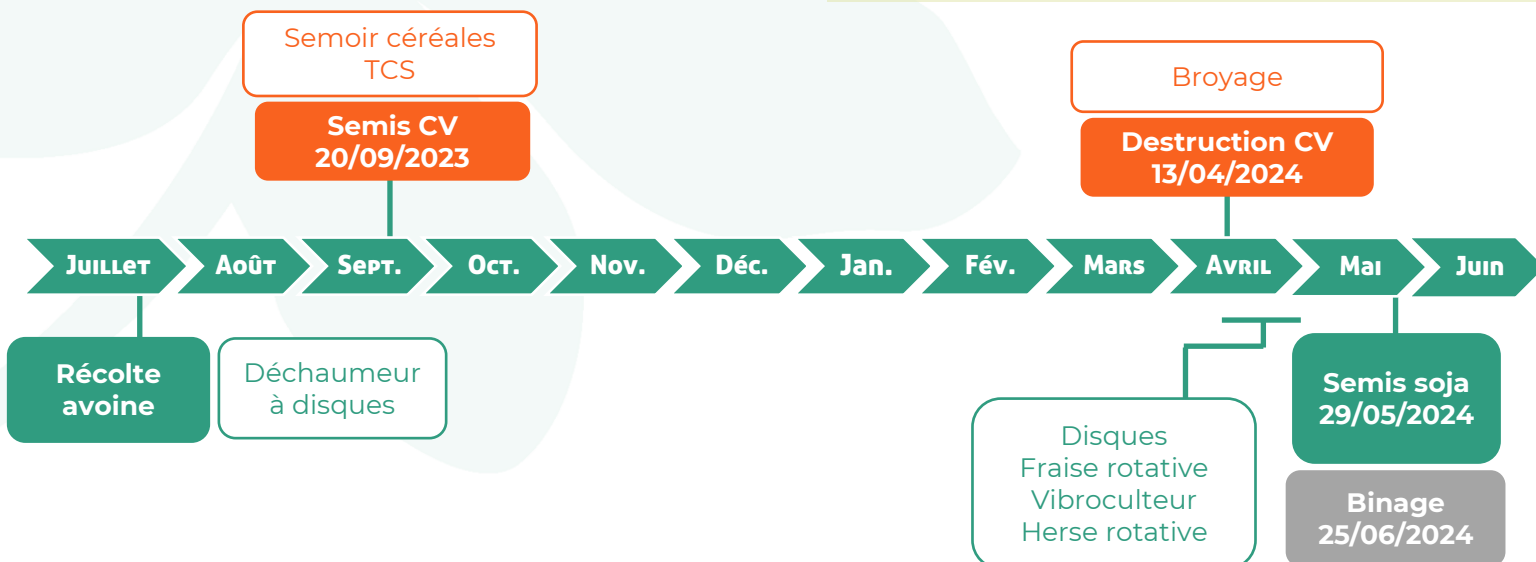 Semoir céréales
TCS
Semis CV
20/09/2023
Broyage
Destruction CV
13/04/2024
Juillet
Août
Sept.
Oct.
Nov.
Déc.
Jan.
Fév.
Mars
Avril
Mai
Juin
Récolte
avoine
Déchaumeur
à disques
Disques
Fraise rotative
Vibroculteur
Herse rotative
Semis soja
29/05/2024
Binage
25/06/2024